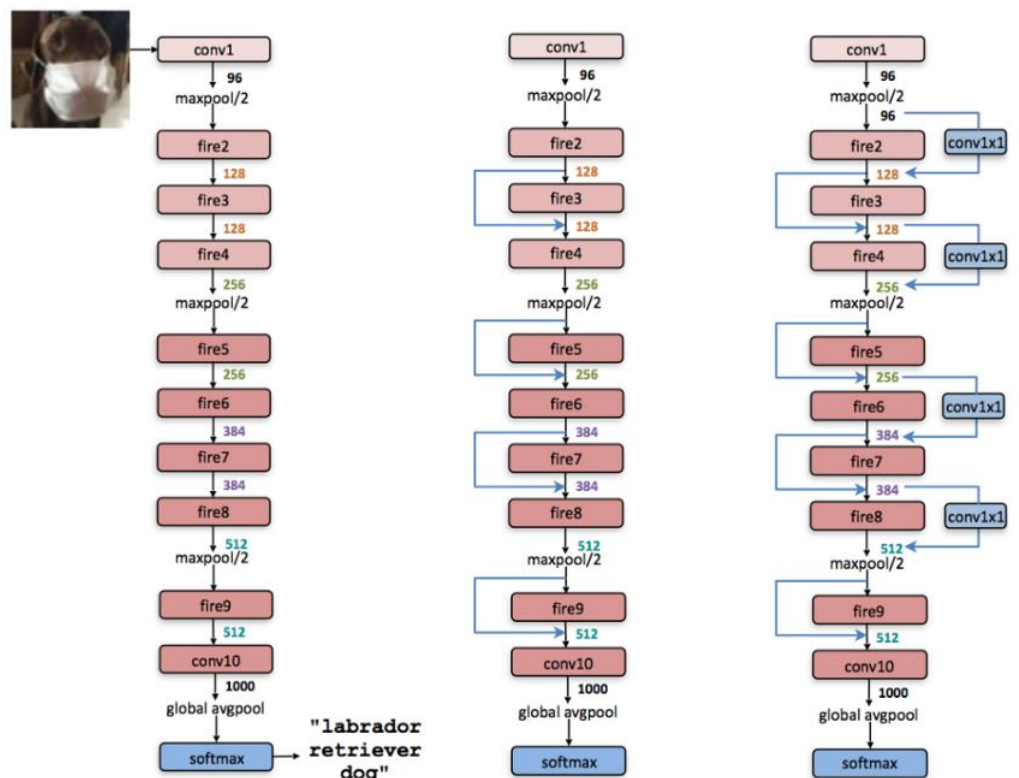 conv1
96
maxpool/2
fire2
128
fire3
128
fire4
256
maxpool/2
fire5
256
fire6
384
fire7
384
fire8
512
maxpool/2
fire9
512
conv10
1000
global avgpool
softmax
"labrador
retriever
dog"
conv1
96
maxpool/2
fire2
128
fire3
128
fire4
256
maxpool/2
fire5
256
fire6
384
fire7
384
fire8
512
maxpool/2
fire9
512
conv10
1000
global avgpool
softmax
conv1
96
maxpool/2
96
conv1x1
fire2
128
fire3
128
conv1x1
fire4
256
maxpool/2
fire5
256
fire6
conv1x1
384
fire7
384
fire8
conv1x1
512
maxpool/2
fire9
512
conv10
1000
global avgpool
softmax